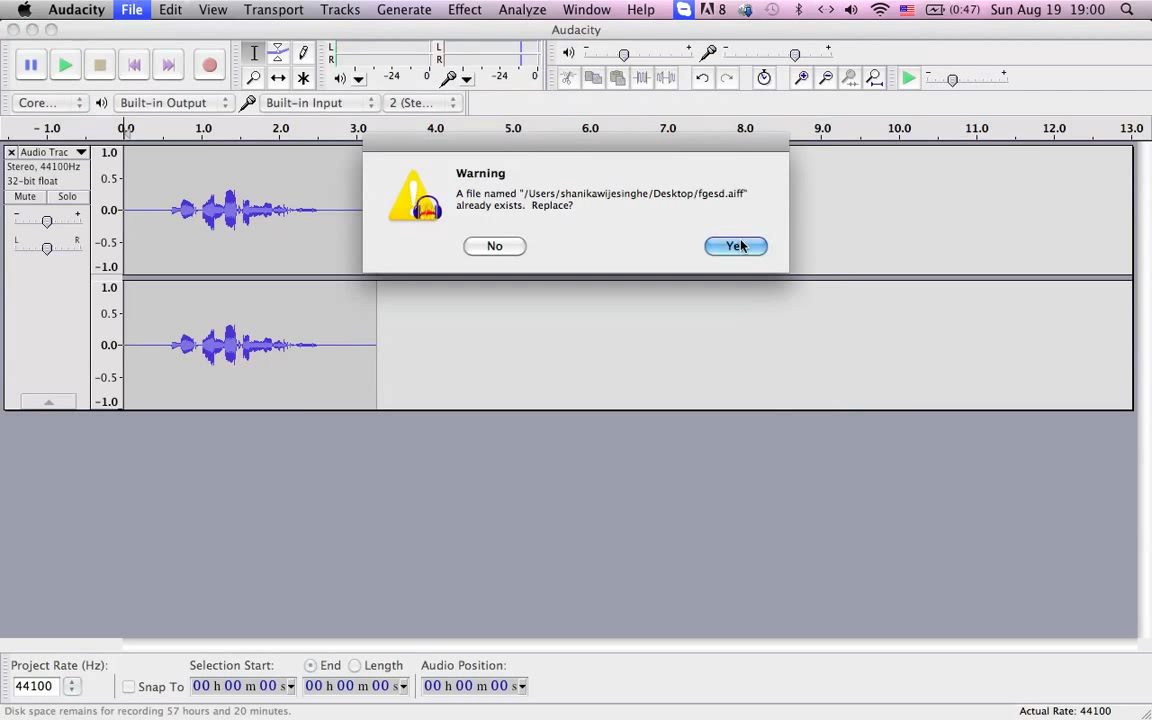 Audacity File Edit View Transport Tracks Generate Effect Analyze Window Help 8 (0:47) Sun Aug 19 19:00
Audacity
L R -24 0 L R -24 0 - + - +
- +
Core... Built-in Output Built-in Input 2 (Ste...
- 1.0 0.0 1.0 2.0 3.0 4.0 5.0 6.0 7.0 8.0 9.0 10.0 11.0 12.0 13.0
Audio Trac
Stereo, 44100Hz
32-bit float
Mute Solo
- +
L R
1.0
0.5
0.0
-0.5
-1.0
1.0
0.5
0.0
-0.5
-1.0
Warning
A file named "/Users/shanikawijesinghe/Desktop/fgesd.aiff"
already exists. Replace?
No Yes
Project Rate (Hz): Selection Start: End Length Audio Position:
44100 Snap To 00 h 00 m 00 s 00 h 00 m 00 s 00 h 00 m 00 s
Disk space remains for recording 57 hours and 20 minutes. Actual Rate: 44100